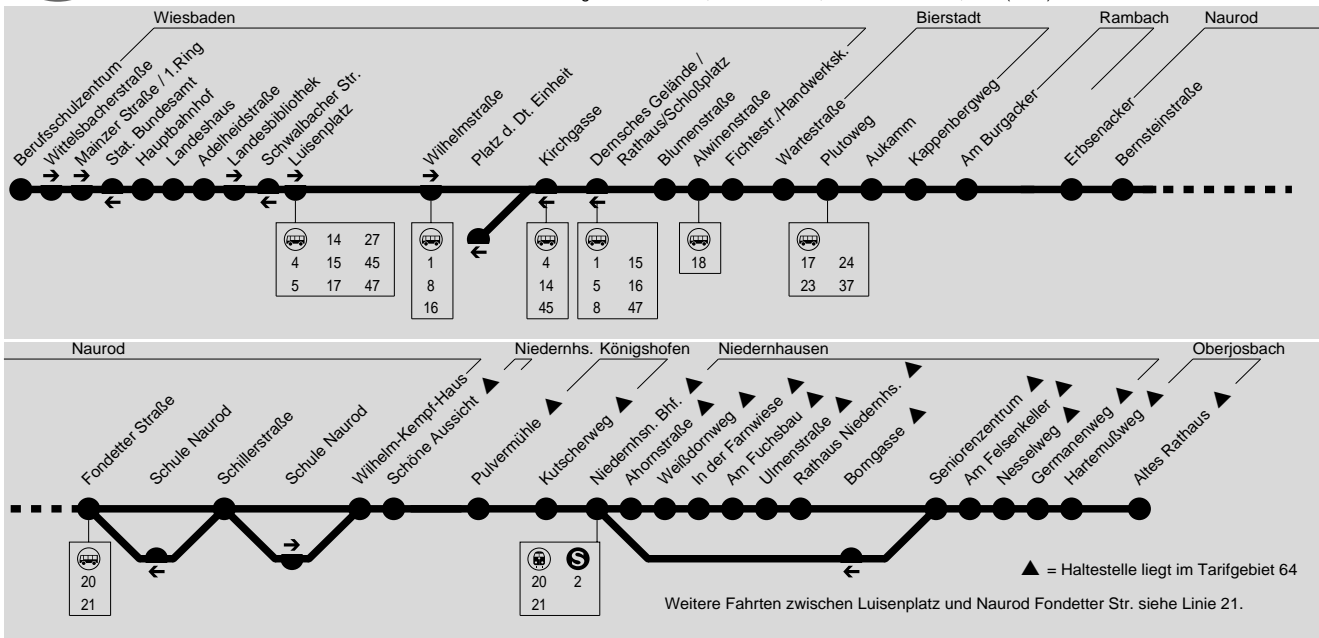 Wiesbaden
Bierstadt
Rambach
Naurod
Berufsschulzentrum
Wittelsbacherstraße
Mainzer Straße / 1.Ring
Stat. Bundesamt
Hauptbahnhof
Landeshaus
Adelheidstraße
Landesbibliothek
Schwalbacher Str.
Luisenplatz
Wilhelmstraße
Platz d. Dt. Einheit
Kirchgasse
Dernsches Gelände /
Rathaus/Schloßplatz
Blumenstraße
Alwinenstraße
Fichtestr./Handwerksk.
Wartestraße
Plutoweg
Aukamm
Kappenbergweg
Am Burgacker
Erbsenacker
Bernsteinstraße
14 27
4 15 45
5 17 47
1
8
16
4
14
45
1 15
5 16
8 47
18
17 24
23 37
Naurod
Niedernhs.
Königshofen
Niedernhausen
Oberjosbach
Fondetter Straße
Schule Naurod
Schillerstraße
Schule Naurod
Wilhelm-Kempf-Haus
Schöne Aussicht
Pulvermühle
Kutscherweg
Niedernhsn. Bhf.
Ahornstraße
Weißdornweg
In der Farnwiese
Am Fuchsbau
Ulmenstraße
Rathaus Niedernhs.
Borngasse
Seniorenzentrum
Am Felsenkeller
Nesselweg
Germanenweg
Hartemußweg
Altes Rathaus
20
21
S
20 2
21
▲ = Haltestelle liegt im Tarifgebiet 64
Weitere Fahrten zwischen Luisenplatz und Naurod Fondetter Str. siehe Linie 21.